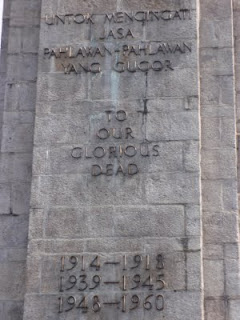 UNTOK MENGINGATI
JASA
PAHLAWAN-PAHLAWAN
YANG GUGOR
TO
OUR
GLORIOUS
DEAD
1914-1918
1939-1945
1948-1960